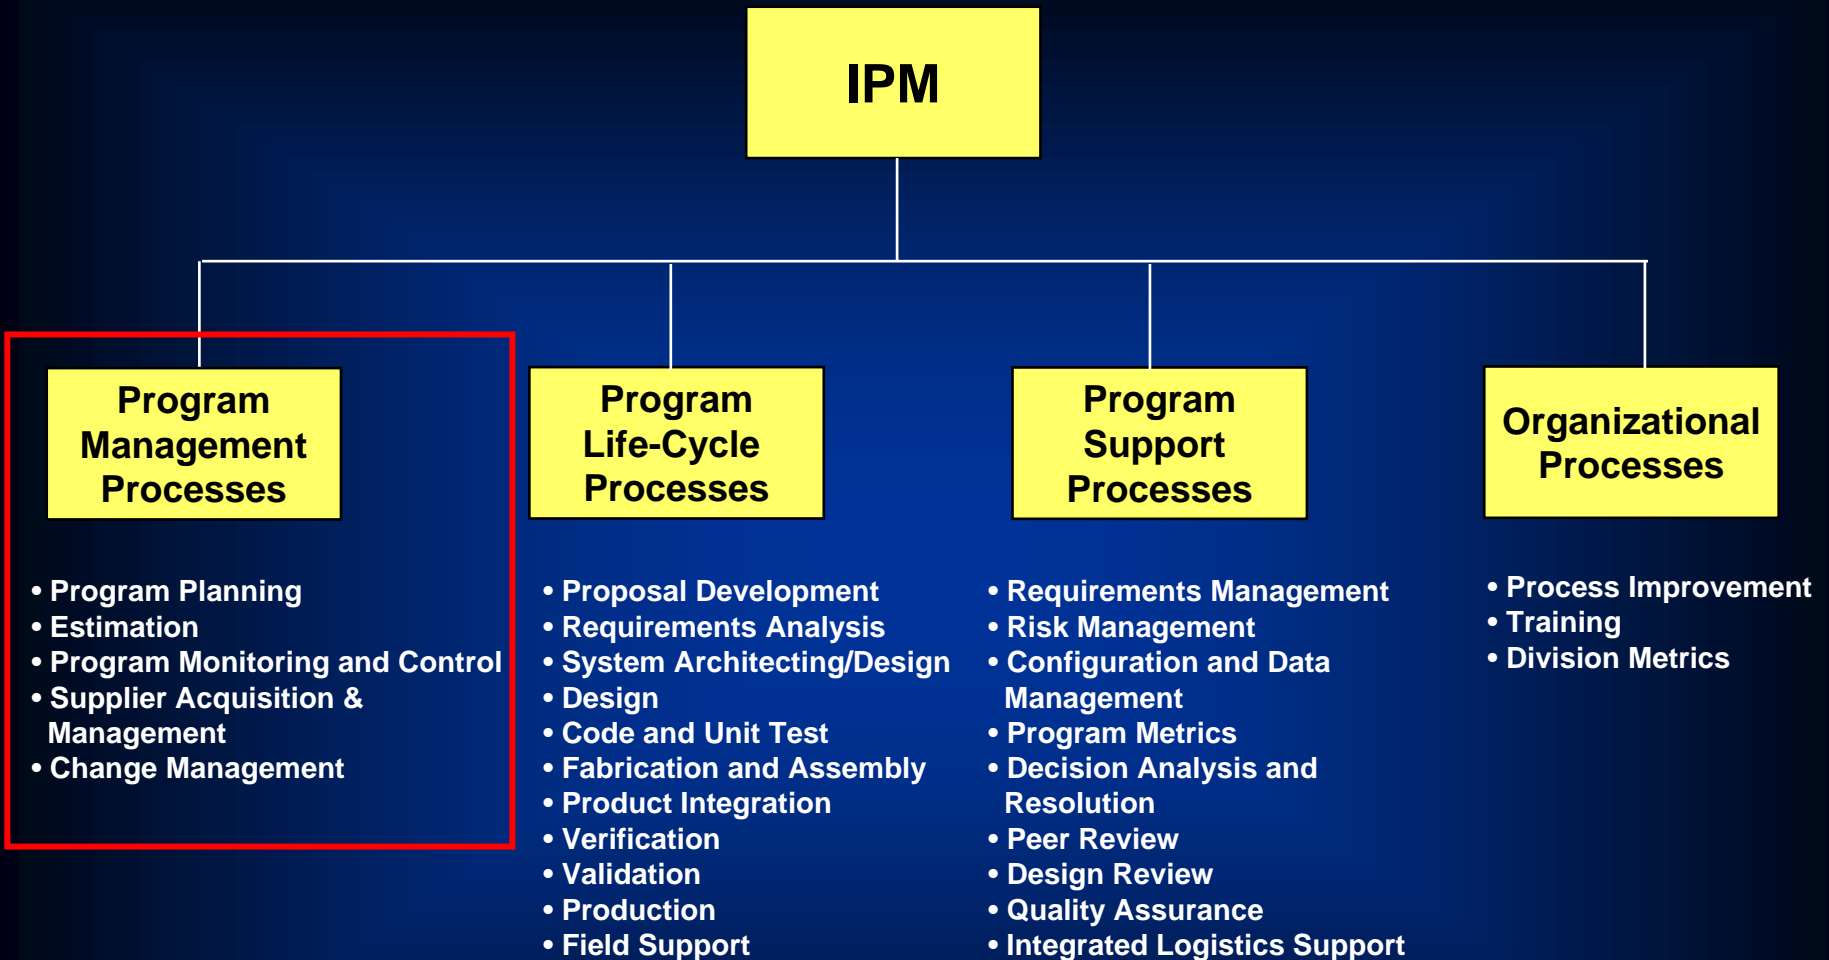 IPM
Program
Management
Processes
• Program Planning
• Estimation
• Program Monitoring and Control
• Supplier Acquisition &
Management
• Change Management
Program
Life-Cycle
Processes
• Proposal Development
• Requirements Analysis
• System Architecting/Design
• Design
• Code and Unit Test
• Fabrication and Assembly
• Product Integration
• Verification
• Validation
• Production
• Field Support
Program
Support
Processes
• Requirements Management
• Risk Management
• Configuration and Data
Management
• Program Metrics
• Decision Analysis and
Resolution
• Peer Review
• Design Review
• Quality Assurance
• Integrated Logistics Support
Organizational
Processes
• Process Improvement
• Training
• Division Metrics